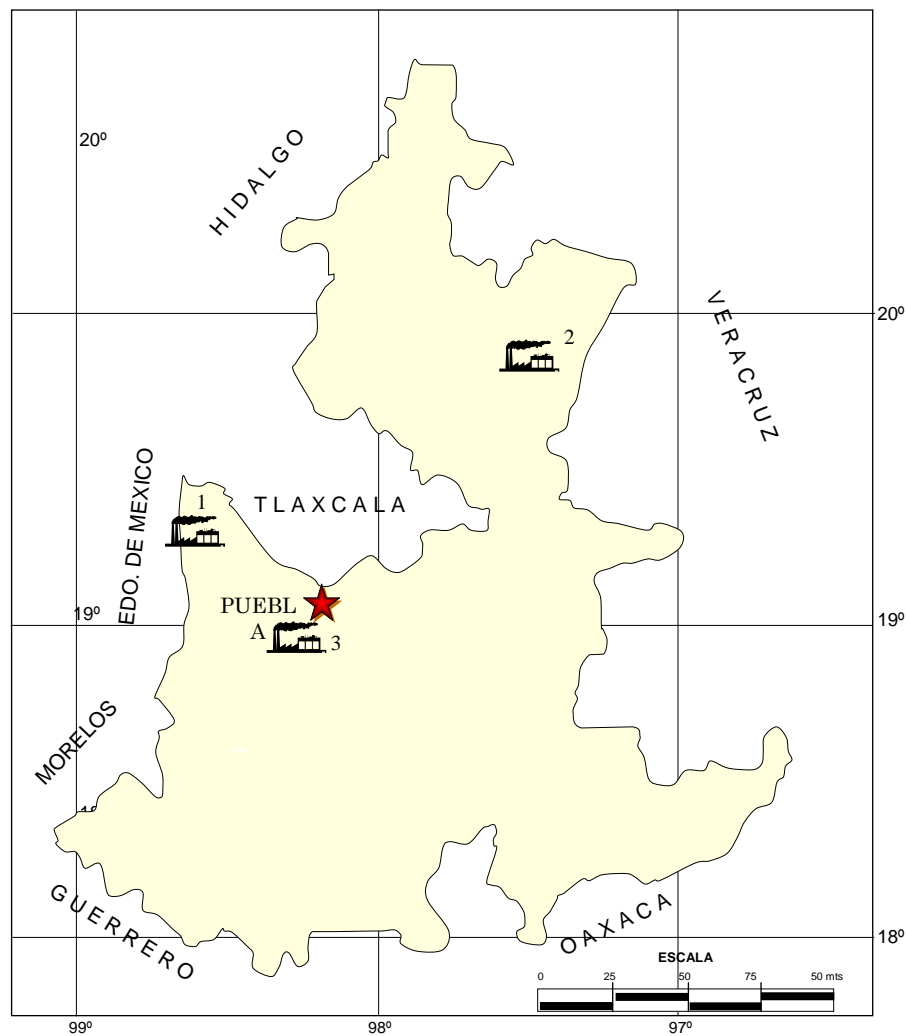 20º
HIDALGO
VERACRUZ
20º
2
EDO. DE MEXICO
1
TLAXCALA
19º
PUEBL
A
3
19º
MORELOS
GUERRERO
OAXACA
18º
ESCALA
0 25 50 75 50 mts
99º 98º 97º